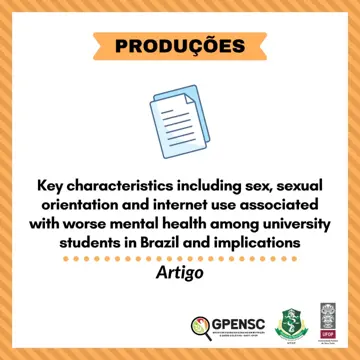 PRODUÇÕES
Key characteristics including sex, sexual
orientation and internet use associated
with worse mental health among university
students in Brazil and implications
Artigo
GPENSC
UFOP